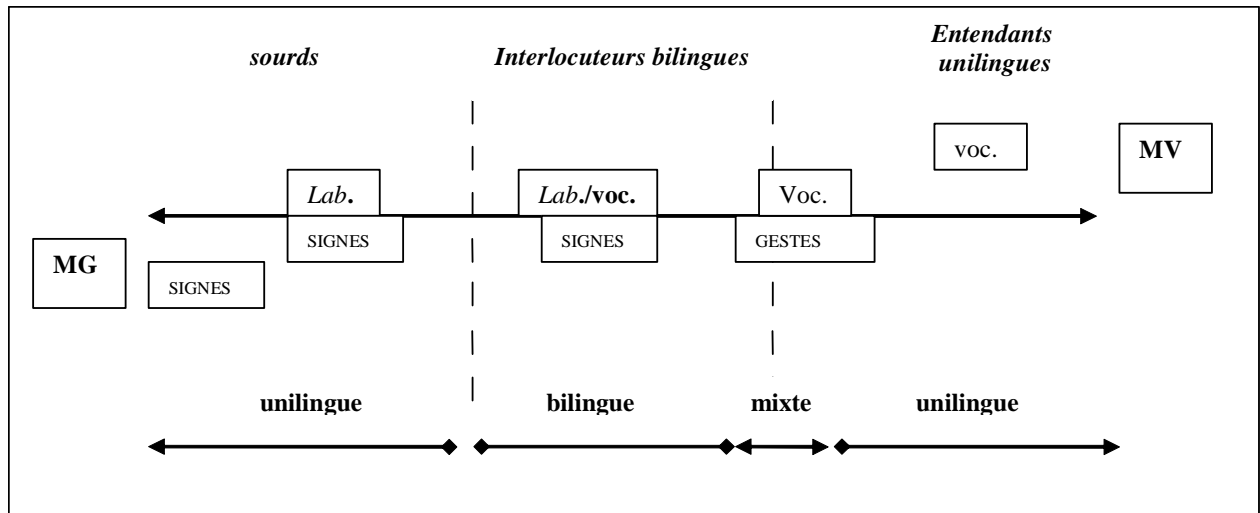 sourds
Interlocuteurs bilingues
Entendants
unilingues
voc.
MV
Lab.
Lab./voc.
Voc.
SIGNES
SIGNES
GESTES
MG
SIGNES
unilingue
bilingue
mixte
unilingue